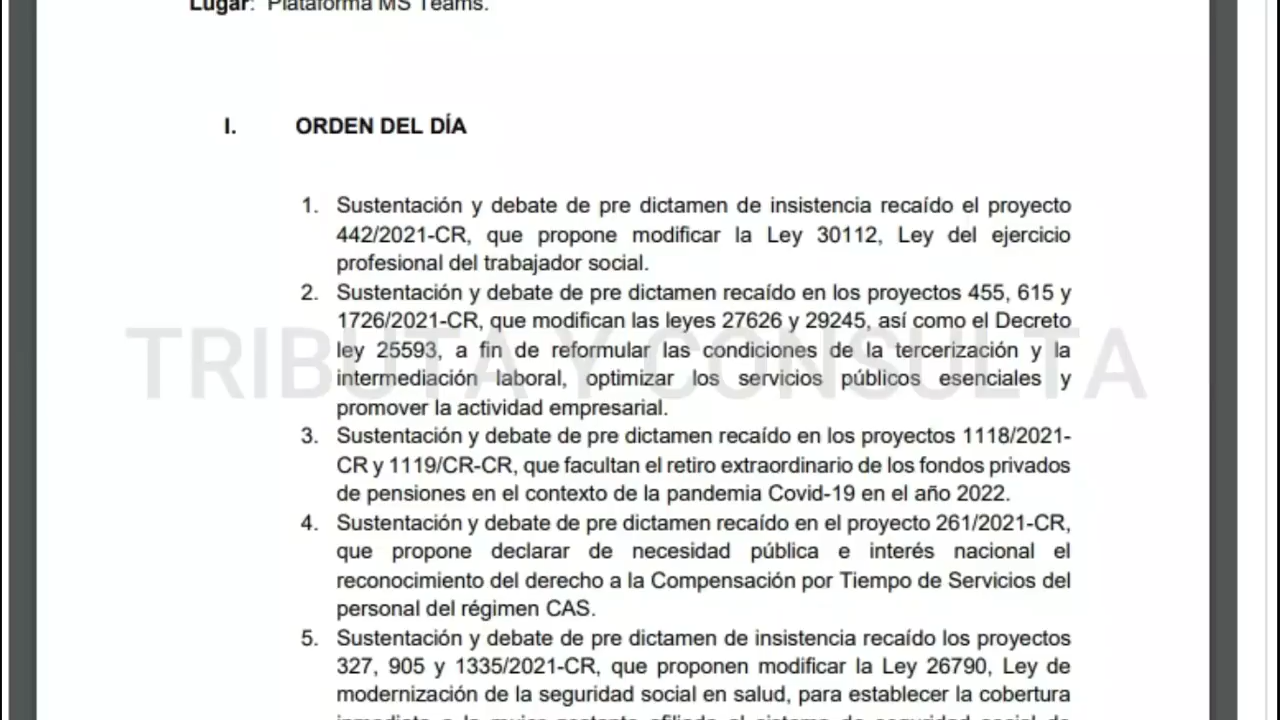 Lugar: Plataforma MS Teams.
I. ORDEN DEL DÍA
1. Sustentación y debate de pre dictamen de insistencia recaído el proyecto
442/2021-CR, que propone modificar la Ley 30112, Ley del ejercicio
profesional del trabajador social.
2. Sustentación y debate de pre dictamen recaído en los proyectos 455, 615 y
1726/2021-CR, que modifican las leyes 27626 y 29245, así como el Decreto
ley 25593, a fin de reformular las condiciones de la tercerización y la
intermediación laboral, optimizar los servicios públicos esenciales y
promover la actividad empresarial.
TRIBUTA Y CONSULTA
3. Sustentación y debate de pre dictamen recaído en los proyectos 1118/2021-
CR y 1119/CR-CR, que facultan el retiro extraordinario de los fondos privados
de pensiones en el contexto de la pandemia Covid-19 en el año 2022.
4. Sustentación y debate de pre dictamen recaído en el proyecto 261/2021-CR,
que propone declarar de necesidad pública e interés nacional el
reconocimiento del derecho a la Compensación por Tiempo de Servicios del
personal del régimen CAS.
5. Sustentación y debate de pre dictamen de insistencia recaído los proyectos
327, 905 y 1335/2021-CR, que proponen modificar la Ley 26790, Ley de
modernización de la seguridad social en salud, para establecer la cobertura